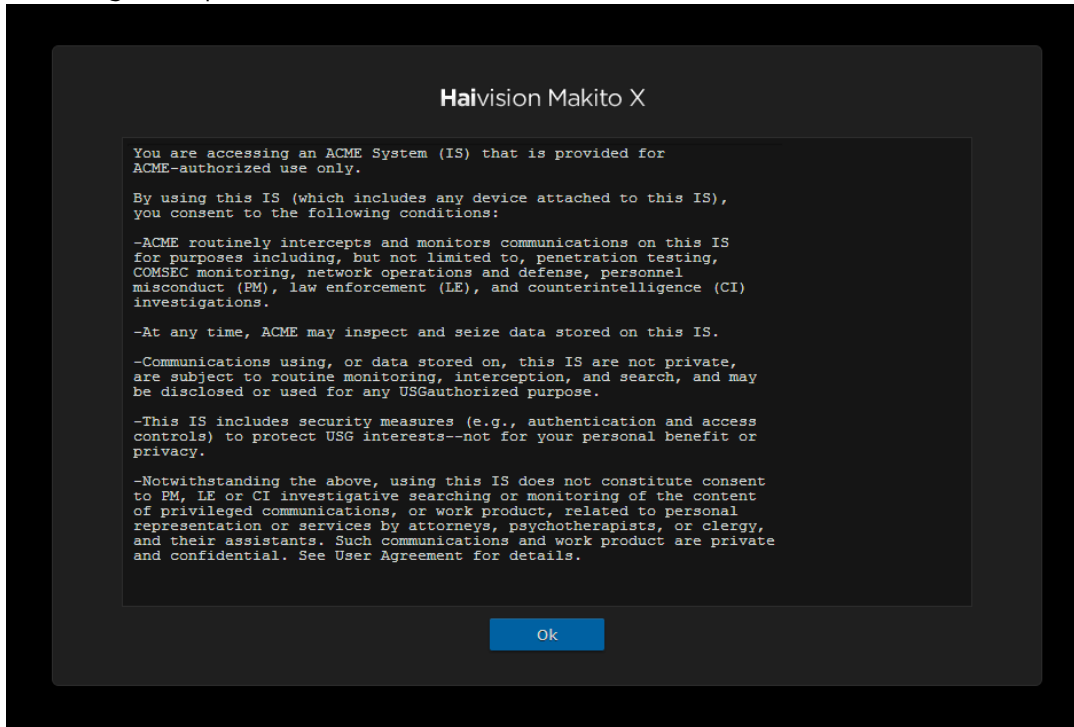 Haivision Makito X
You are accessing an ACME System (IS) that is provided for
ACME-authorized use only.
By using this IS (which includes any device attached to this IS),
you consent to the following conditions:
-ACME routinely intercepts and monitors communications on this IS
for purposes including, but not limited to, penetration testing,
COMSEC monitoring, network operations and defense, personnel
misconduct (PM), law enforcement (LE), and counterintelligence (CI)
investigations.
-At any time, ACME may inspect and seize data stored on this IS.
-Communications using, or data stored on, this IS are not private,
are subject to routine monitoring, interception, and search, and may
be disclosed or used for any USGauthorized purpose.
-This IS includes security measures (e.g., authentication and access
controls) to protect USG interests--not for your personal benefit or
privacy.
-Notwithstanding the above, using this IS does not constitute consent
to PM, LE or CI investigative searching or monitoring of the content
of privileged communications, or work product, related to personal
representation or services by attorneys, psychotherapists, or clergy,
and their assistants. Such communications and work product are private
and confidential. See User Agreement for details.
Ok